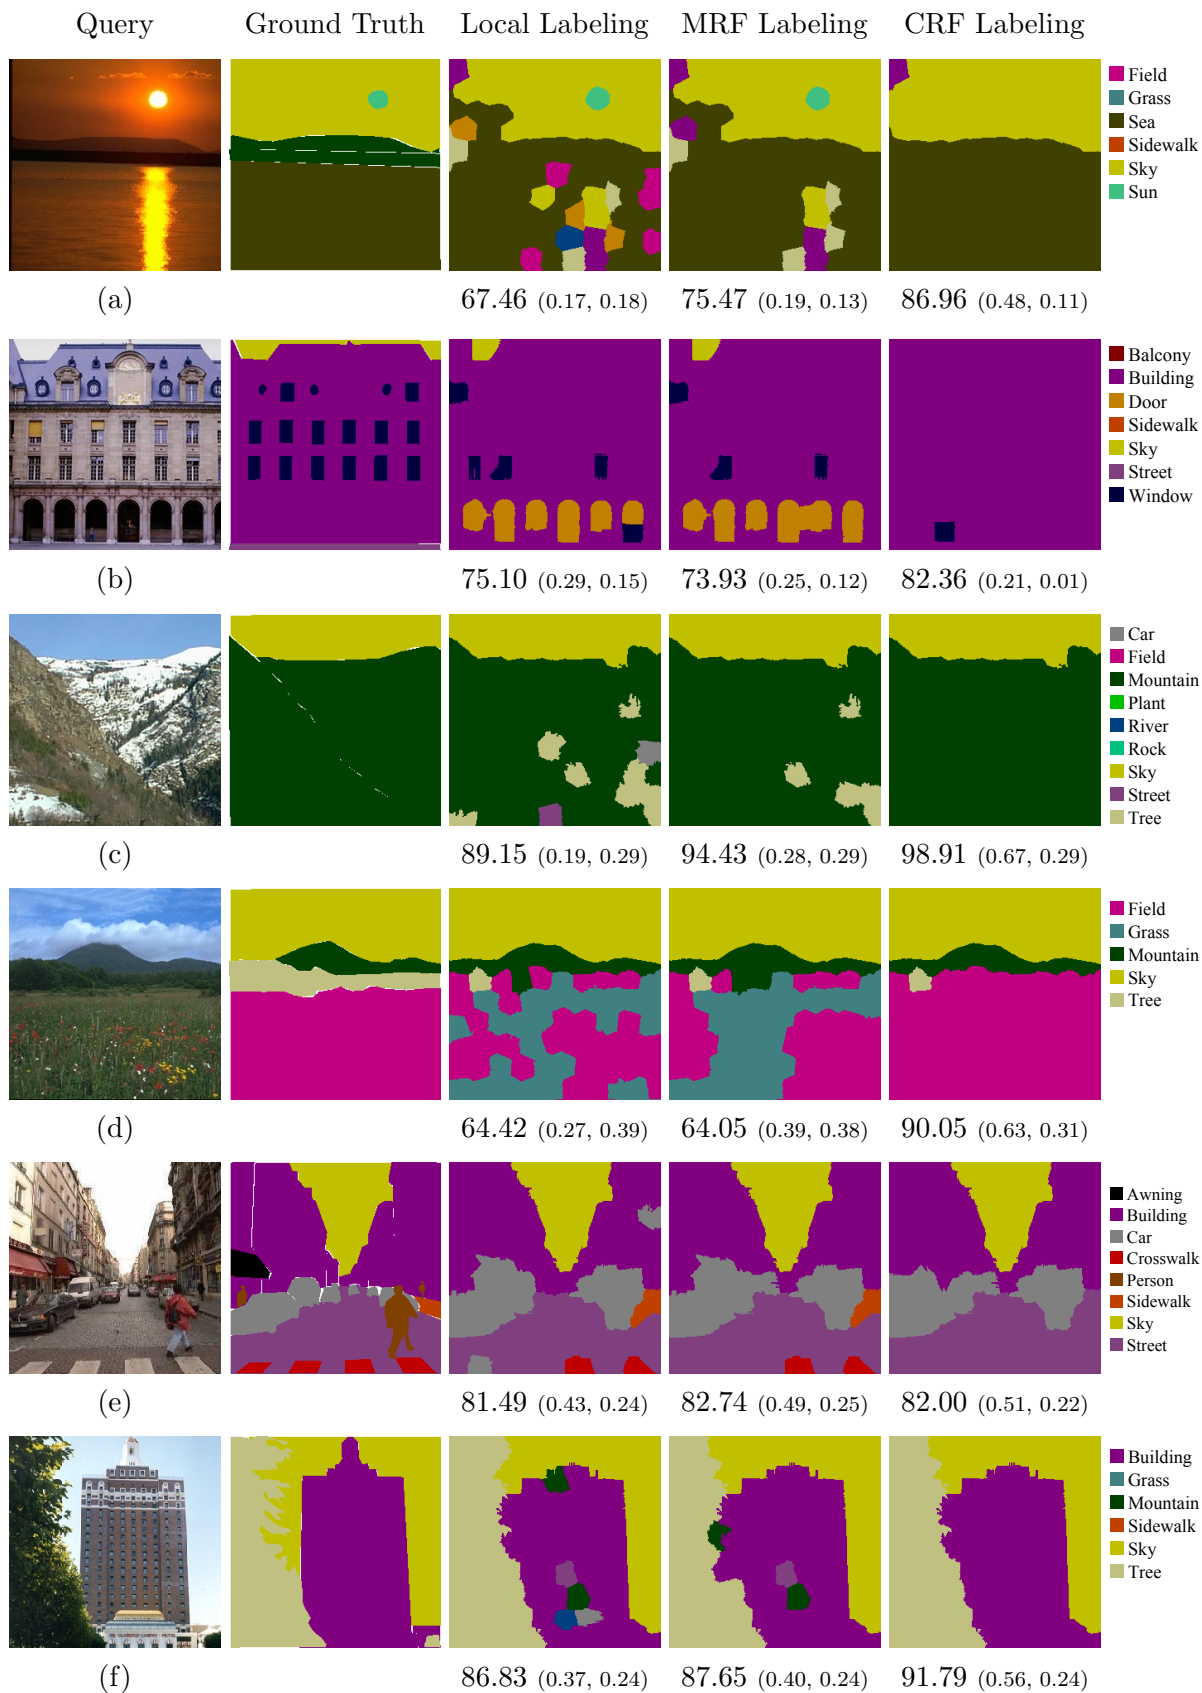 Query Ground Truth Local Labeling MRF Labeling CRF Labeling
Field
Grass
Sea
Sidewalk
Sky
Sun
(a) 67.46 (0.17, 0.18) 75.47 (0.19, 0.13) 86.96 (0.48, 0.11)
Balcony
Building
Door
Sidewalk
Sky
Street
Window
(b) 75.10 (0.29, 0.15) 73.93 (0.25, 0.12) 82.36 (0.21, 0.01)
Car
Field
Mountain
Plant
River
Rock
Sky
Street
Tree
(c) 89.15 (0.19, 0.29) 94.43 (0.28, 0.29) 98.91 (0.67, 0.29)
Field
Grass
Mountain
Sky
Tree
(d) 64.42 (0.27, 0.39) 64.05 (0.39, 0.38) 90.05 (0.63, 0.31)
Awning
Building
Car
Crosswalk
Person
Sidewalk
Sky
Street
(e) 81.49 (0.43, 0.24) 82.74 (0.49, 0.25) 82.00 (0.51, 0.22)
Building
Grass
Mountain
Sidewalk
Sky
Tree
(f) 86.83 (0.37, 0.24) 87.65 (0.40, 0.24) 91.79 (0.56, 0.24)